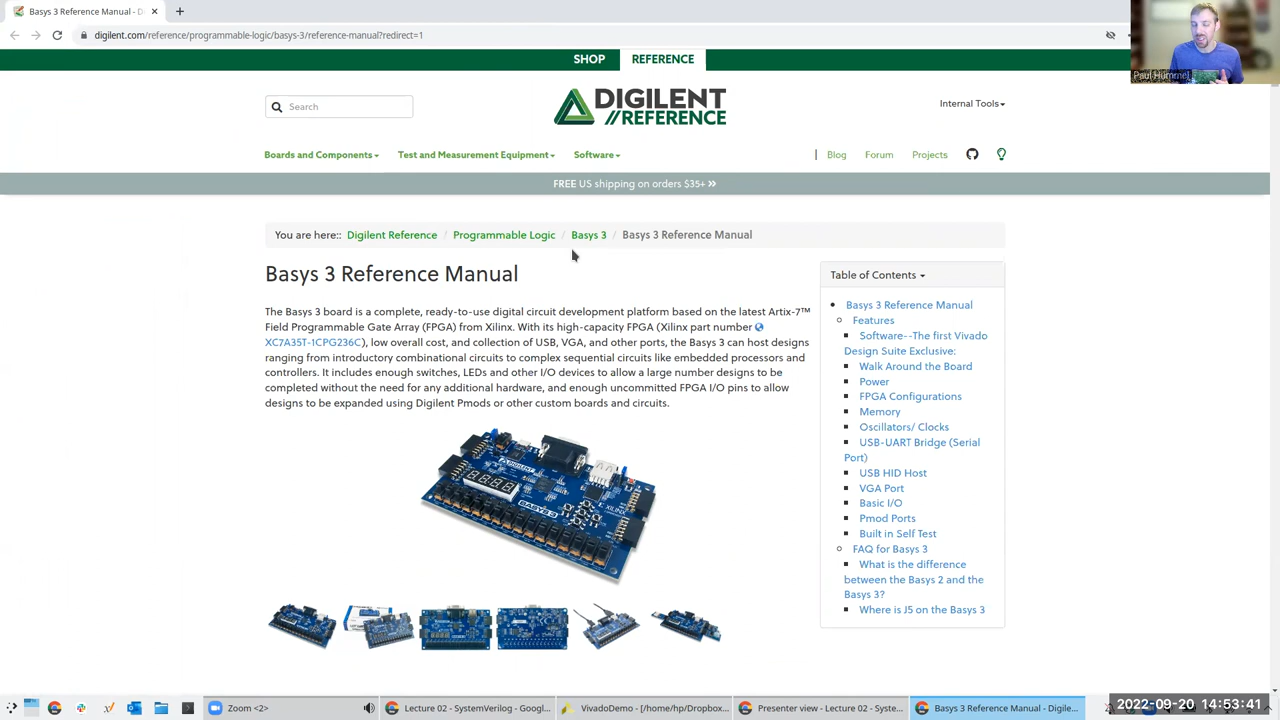 Basys 3 Reference Manual - D
digilent.com/reference/programmable-logic/basys-3/reference-manual?redirect=1
Paul Hummel
SHOP
REFERENCE
Search
DIGILENT
//REFERENCE
Internal Tools
Boards and Components
Test and Measurement Equipment
Software
Blog
Forum
Projects
FREE US shipping on orders $35+ »
You are here:: Digilent Reference / Programmable Logic / Basys 3 / Basys 3 Reference Manual
Basys 3 Reference Manual
The Basys 3 board is a complete, ready-to-use digital circuit development platform based on the latest Artix-7™
Field Programmable Gate Array (FPGA) from Xilinx. With its high-capacity FPGA (Xilinx part number
XC7A35T-1CPG236C), low overall cost, and collection of USB, VGA, and other ports, the Basys 3 can host designs
ranging from introductory combinational circuits to complex sequential circuits like embedded processors and
controllers. It includes enough switches, LEDs and other I/O devices to allow a large number designs to be
completed without the need for any additional hardware, and enough uncommitted FPGA I/O pins to allow
designs to be expanded using Digilent Pmods or other custom boards and circuits.
DIGILENT
8.8.8.8.
BASYS 3
XILINX
Table of Contents
Basys 3 Reference Manual
Features
Software--The first Vivado
Design Suite Exclusive:
Walk Around the Board
Power
FPGA Configurations
Memory
Oscillators/ Clocks
USB-UART Bridge (Serial
Port)
USB HID Host
VGA Port
Basic I/O
Pmod Ports
Built in Self Test
FAQ for Basys 3
What is the difference
between the Basys 2 and the
Basys 3?
Where is J5 on the Basys 3
Zoom <2>
Lecture 02 - SystemVerilog - Googl...
VivadoDemo - [/home/hp/Dropbox...
Presenter view - Lecture 02 - Syste...
Basys 3 Reference Manual - Digile...
2022-09-20 14:53:41